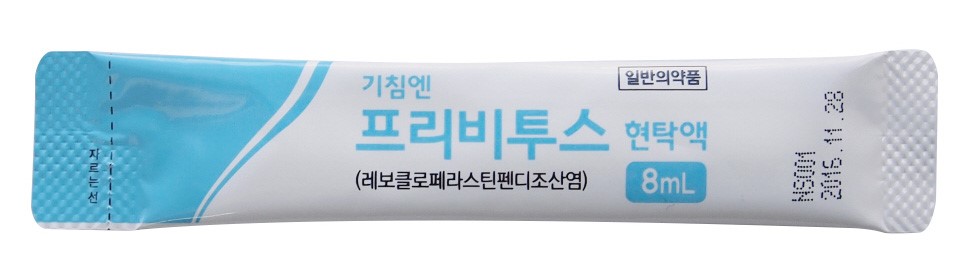 자르는선
기침엔
일반의약품
프리비투스 현탁액
(레보클로페라스틴펜디조산염)
8mL
NS001
2016.11.28